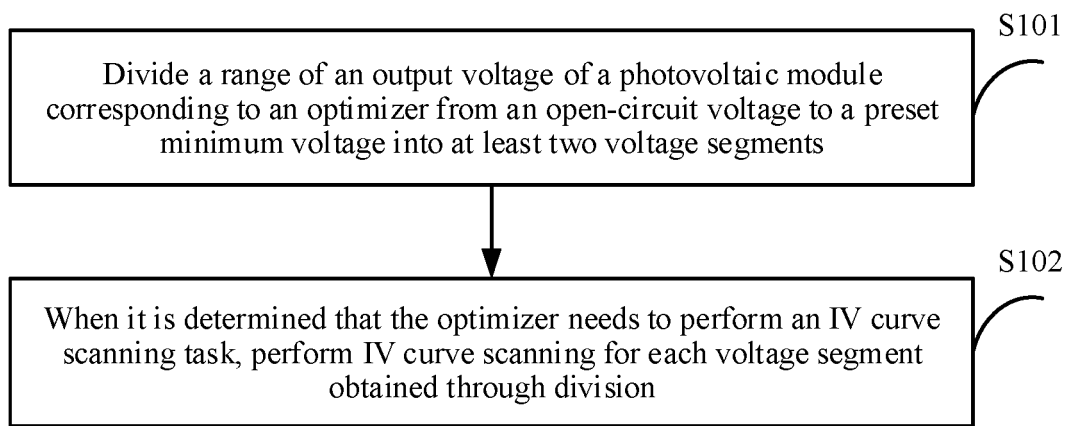 S101
Divide a range of an output voltage of a photovoltaic module
corresponding to an optimizer from an open-circuit voltage to a preset
minimum voltage into at least two voltage segments
S102
When it is determined that the optimizer needs to perform an IV curve
scanning task, perform IV curve scanning for each voltage segment
obtained through division